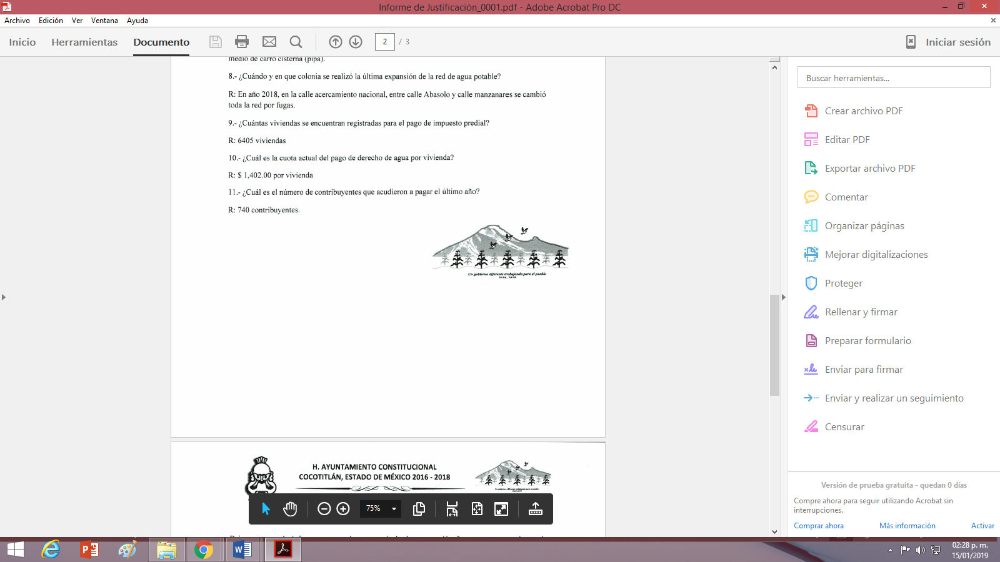 Informe de Justificaciòn_0001.pdf - Adobe Acrobat Pro DC
Archivo Edición Ver Ventana Ayuda
Inicio Herramientas Documento 2 / 3 Iniciar sesión
medio de carro cisterna (pipa).
8.- ¿Cuándo y en que colonia se realizó la última expansión de la red de agua potable?
R: En año 2018, en la calle acercamiento nacional, entre calle Abasolo y calle manzanares se cambió
toda la red por fugas.
9.- ¿Cuántas viviendas se encuentran registradas para el pago de impuesto predial?
R: 6405 viviendas
10.- ¿Cuál es la cuota actual del pago de derecho de agua por vivienda?
R: $ 1,402.00 por vivienda
11.- ¿Cuál es el número de contribuyentes que acudieron a pagar el último año?
R: 740 contribuyentes.
Un gobierno diferente trabajando para el pueblo
2016-2018
H. AYUNTAMIENTO CONSTITUCIONAL
COCOTITLÁN, ESTADO DE MÉXICO 2016 - 2018
75%
Buscar herramientas...
Crear archivo PDF
Editar PDF
Exportar archivo PDF
Comentar
Organizar páginas
Mejorar digitalizaciones
Proteger
Rellenar y firmar
Preparar formulario
Enviar para firmar
Enviar y realizar un seguimiento
Censurar
Versión de prueba gratuita - quedan 0 días
Compre ahora para seguir utilizando Acrobat sin
interrupciones.
Comprar ahora Más información Activar
02:28 p. m.
15/01/2019